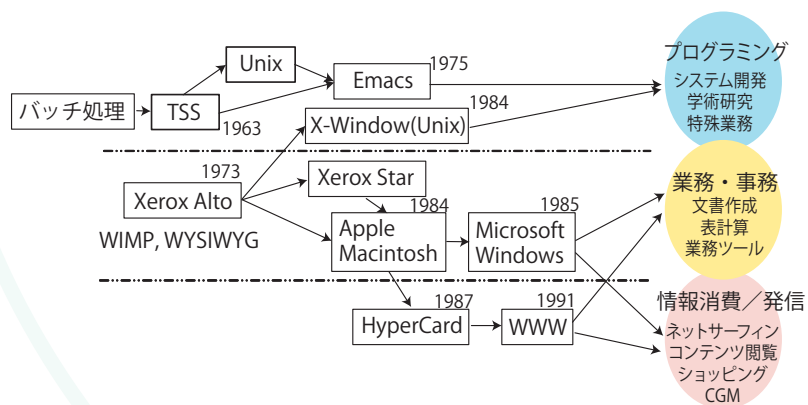 プログラミング
システム開発
学術研究
特殊業務
Unix
1975
Emacs
バッチ処理
TSS
1963
1984
X-Window(Unix)
1973
Xerox Alto
WIMP, WYSIWYG
Xerox Star
1984
Apple
Macintosh
1985
Microsoft
Windows
業務・事務
文書作成
表計算
業務ツール
1987
HyperCard
1991
WWW
情報消費／発信
ネットサーフィン
コンテンツ閲覧
ショッピング
CGM